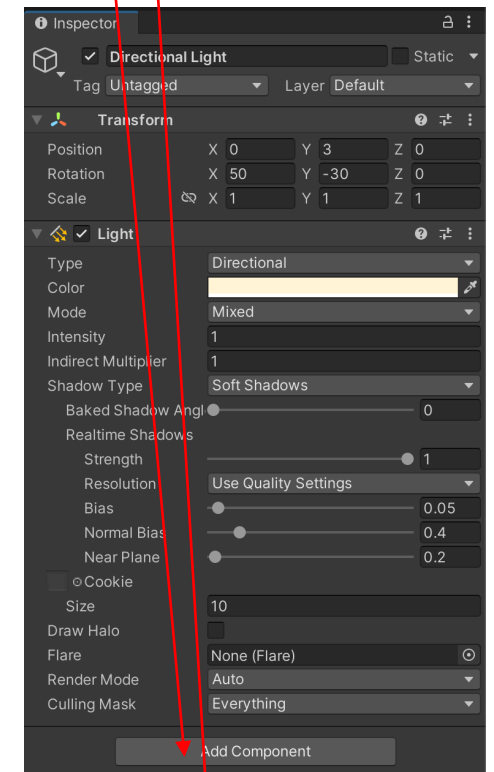 Inspector
Directional Light Static
Tag Untagged Layer Default
Transform
Position X 0 Y 3 Z 0
Rotation X 50 Y -30 Z 0
Scale X 1 Y 1 Z 1
Light
Type Directional
Color
Mode Mixed
Intensity 1
Indirect Multiplier 1
Shadow Type Soft Shadows
Baked Shadow Angl 0
Realtime Shadows
Strength 1
Resolution Use Quality Settings
Bias 0.05
Normal Bias 0.4
Near Plane 0.2
Cookie
Size 10
Draw Halo
Flare None (Flare)
Render Mode Auto
Culling Mask Everything
Add Component